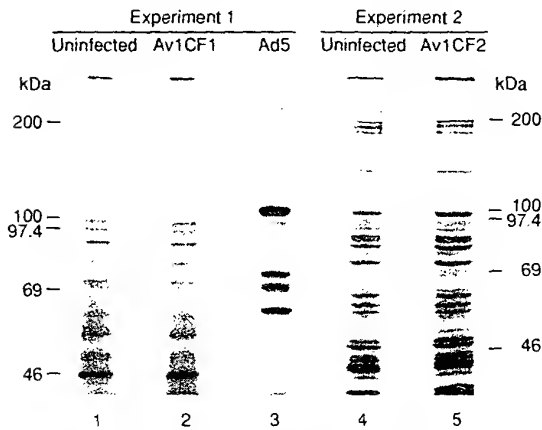 Experiment 1 Experiment 2
Uninfected Av1CF1 Ad5 Uninfected Av1CF2
kDa kDa
200 200
100 100
97.4 97.4
69 69
46 46
1 2 3 4 5